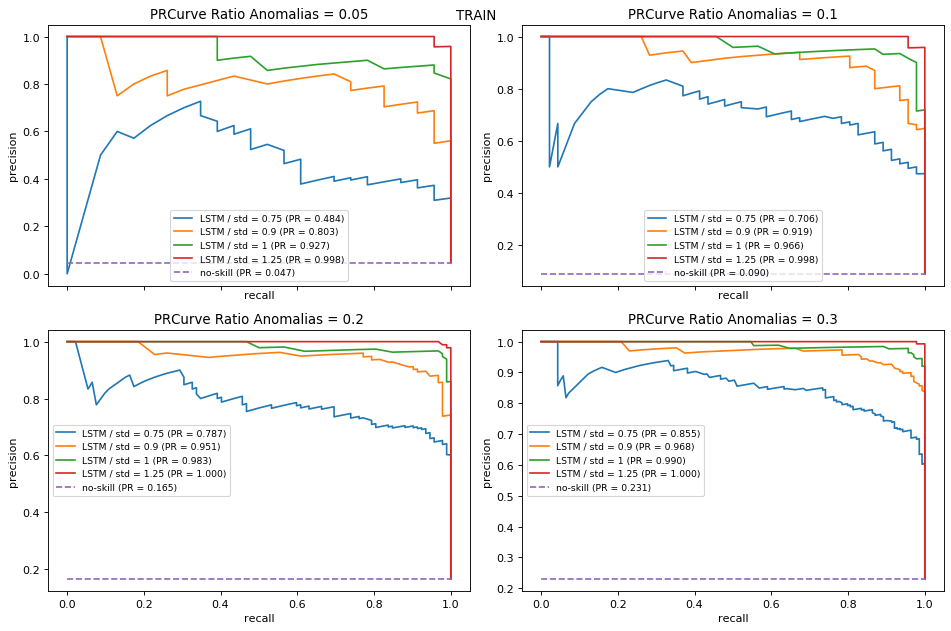 TRAIN
PRCurve Ratio Anomalias = 0.05
1.0
0.8
0.6
0.4
0.2
0.0
precision
LSTM / std = 0.75 (PR = 0.484)
LSTM / std = 0.9 (PR = 0.803)
LSTM / std = 1 (PR = 0.927)
LSTM / std = 1.25 (PR = 0.998)
no-skill (PR = 0.047)
recall
PRCurve Ratio Anomalias = 0.1
1.0
0.8
0.6
0.4
0.2
precision
LSTM / std = 0.75 (PR = 0.706)
LSTM / std = 0.9 (PR = 0.919)
LSTM / std = 1 (PR = 0.966)
LSTM / std = 1.25 (PR = 0.998)
no-skill (PR = 0.090)
recall
PRCurve Ratio Anomalias = 0.2
1.0
0.8
0.6
0.4
0.2
precision
LSTM / std = 0.75 (PR = 0.787)
LSTM / std = 0.9 (PR = 0.951)
LSTM / std = 1 (PR = 0.983)
LSTM / std = 1.25 (PR = 1.000)
no-skill (PR = 0.165)
0.0 0.2 0.4 0.6 0.8 1.0
recall
PRCurve Ratio Anomalias = 0.3
1.0
0.9
0.8
0.7
0.6
0.5
0.4
0.3
0.2
precision
LSTM / std = 0.75 (PR = 0.855)
LSTM / std = 0.9 (PR = 0.968)
LSTM / std = 1 (PR = 0.990)
LSTM / std = 1.25 (PR = 1.000)
no-skill (PR = 0.231)
0.0 0.2 0.4 0.6 0.8 1.0
recall